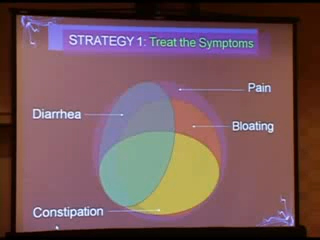 STRATEGY 1: Treat the Symptoms
Pain
Diarrhea
Bloating
Constipation